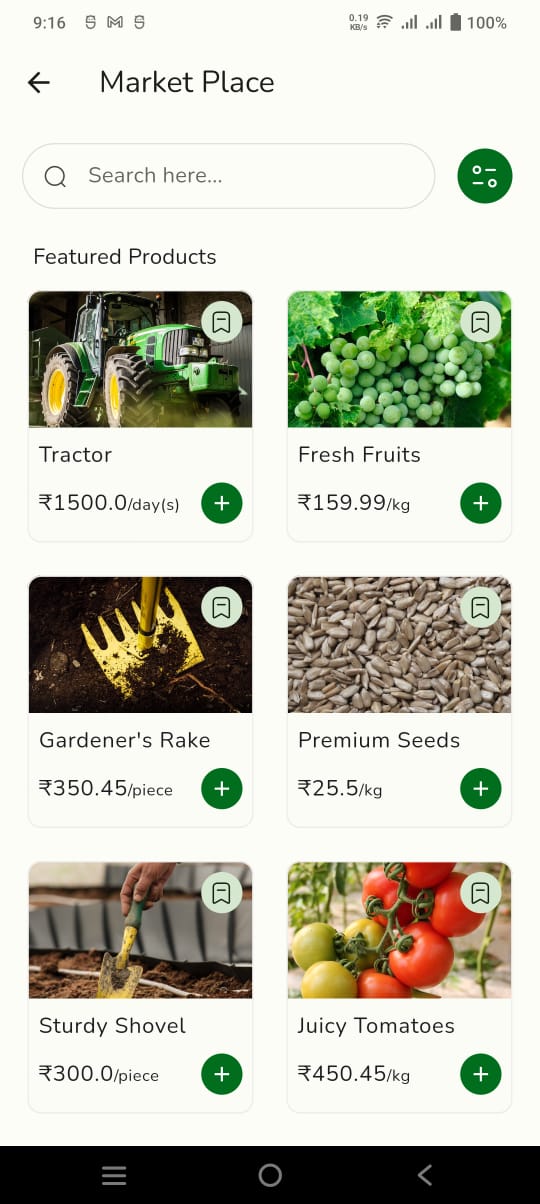 9:16
0.19 KB/s
100%
Market Place
Search here...
Featured Products
Tractor
₹1500.0/day(s)
Fresh Fruits
₹159.99/kg
Gardener's Rake
₹350.45/piece
Premium Seeds
₹25.5/kg
Sturdy Shovel
₹300.0/piece
Juicy Tomatoes
₹450.45/kg